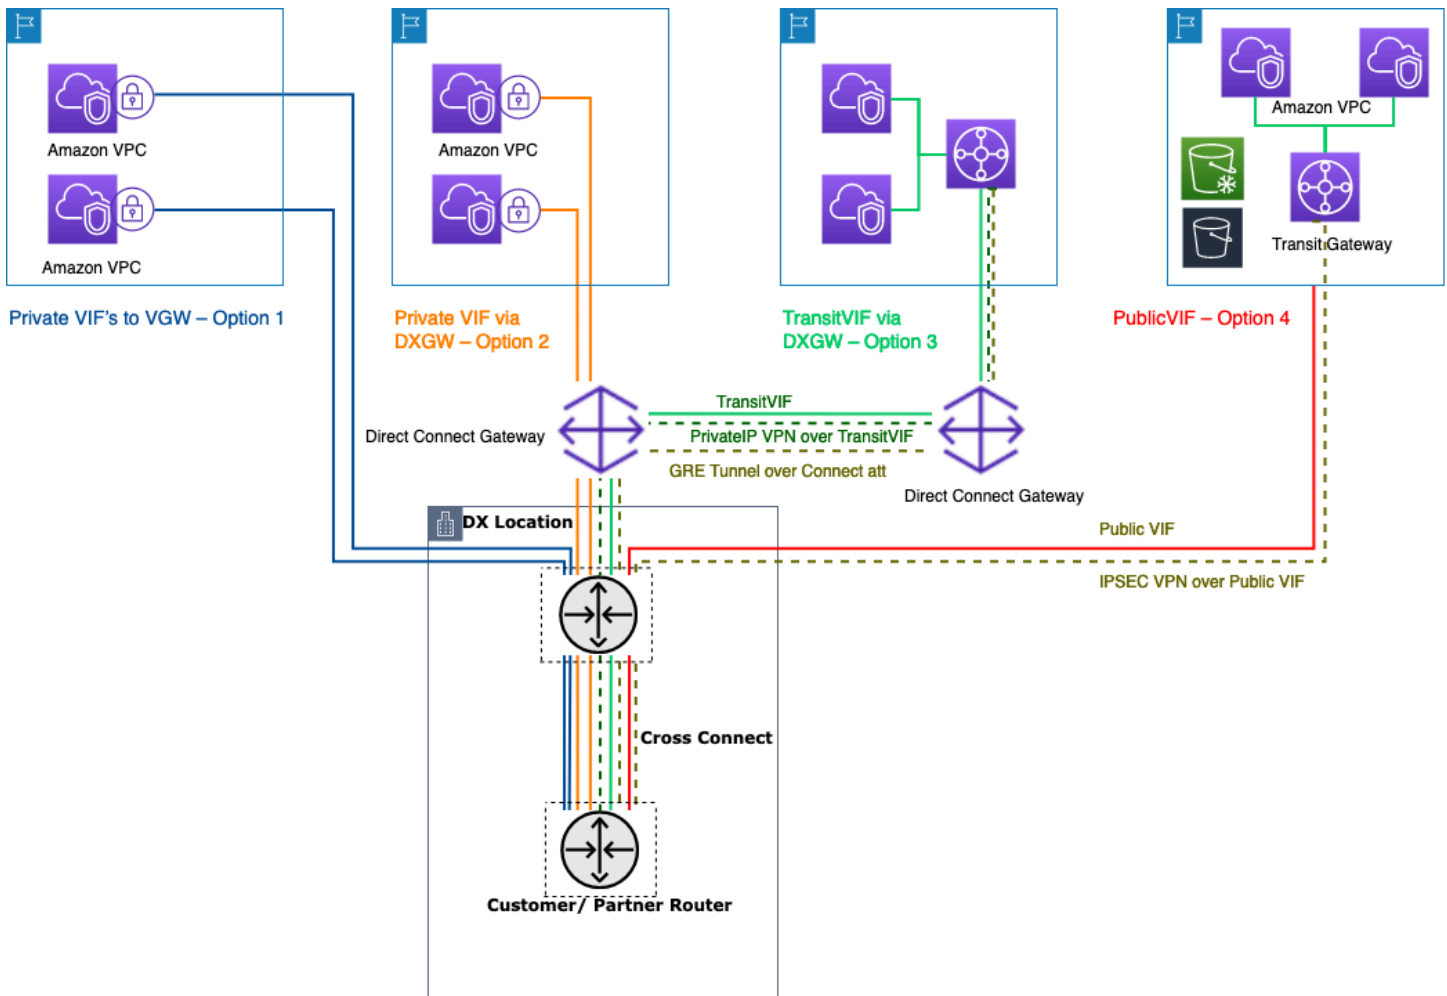 Amazon VPC
Amazon VPC
Private VIF's to VGW – Option 1
Amazon VPC
Private VIF via
DXGW – Option 2
TransitVIF via
DXGW – Option 3
Amazon VPC
Transit Gateway
PublicVIF – Option 4
Direct Connect Gateway
TransitVIF
PrivateIP VPN over TransitVIF
GRE Tunnel over Connect att
Direct Connect Gateway
DX Location
Public VIF
IPSEC VPN over Public VIF
Cross Connect
Customer/ Partner Router